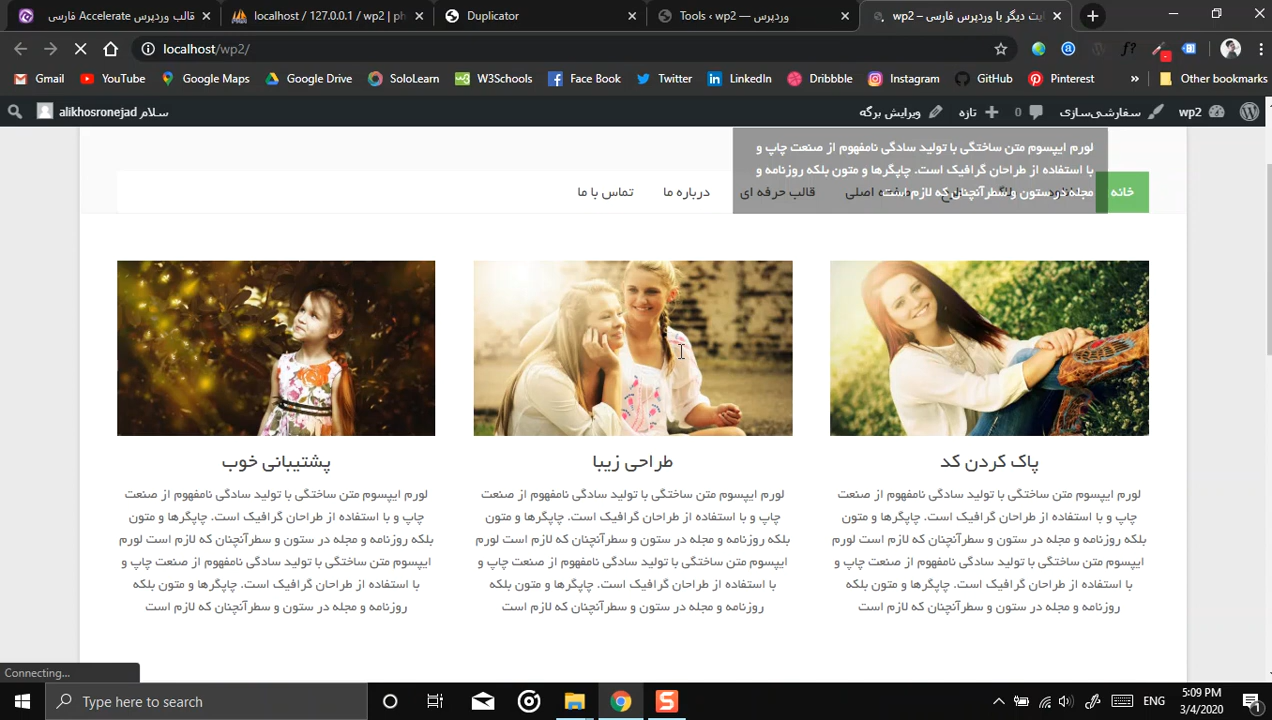 قالب وردپرس Accelerate فارسی
localhost / 127.0.0.1 / wp2 | ph
Duplicator
Tools ‹ wp2 — وردپرس
wp2 – یت دیگر با وردپرس فارسی
localhost/wp2/
Gmail
YouTube
Google Maps
Google Drive
SoloLearn
W3Schools
Face Book
Twitter
LinkedIn
Dribbble
Instagram
GitHub
Pinterest
»
Other bookmarks
wp2
سفارشی‌سازی
0
تازه
ویرایش برگه
سلام alikhosronejad
لورم ایپسوم متن ساختگی با تولید سادگی نامفهوم از صنعت چاپ و
با استفاده از طراحان گرافیک است. چاپگرها و متون بلکه روزنامه و
مجله در ستون و سطرآنچنان که لازم است
خانه
اصلی
قالب حرفه ای
درباره ما
تماس با ما
پاک کردن کد
لورم ایپسوم متن ساختگی با تولید سادگی نامفهوم از صنعت
چاپ و با استفاده از طراحان گرافیک است. چاپگرها و متون
بلکه روزنامه و مجله در ستون و سطرآنچنان که لازم است لورم
ایپسوم متن ساختگی با تولید سادگی نامفهوم از صنعت چاپ و
با استفاده از طراحان گرافیک است. چاپگرها و متون بلکه
روزنامه و مجله در ستون و سطرآنچنان که لازم است
طراحی زیبا
لورم ایپسوم متن ساختگی با تولید سادگی نامفهوم از صنعت
چاپ و با استفاده از طراحان گرافیک است. چاپگرها و متون
بلکه روزنامه و مجله در ستون و سطرآنچنان که لازم است لورم
ایپسوم متن ساختگی با تولید سادگی نامفهوم از صنعت چاپ و
با استفاده از طراحان گرافیک است. چاپگرها و متون بلکه
روزنامه و مجله در ستون و سطرآنچنان که لازم است
پشتیبانی خوب
لورم ایپسوم متن ساختگی با تولید سادگی نامفهوم از صنعت
چاپ و با استفاده از طراحان گرافیک است. چاپگرها و متون
بلکه روزنامه و مجله در ستون و سطرآنچنان که لازم است لورم
ایپسوم متن ساختگی با تولید سادگی نامفهوم از صنعت چاپ و
با استفاده از طراحان گرافیک است. چاپگرها و متون بلکه
روزنامه و مجله در ستون و سطرآنچنان که لازم است
Connecting...
Type here to search
ENG
5:09 PM
3/4/2020
1